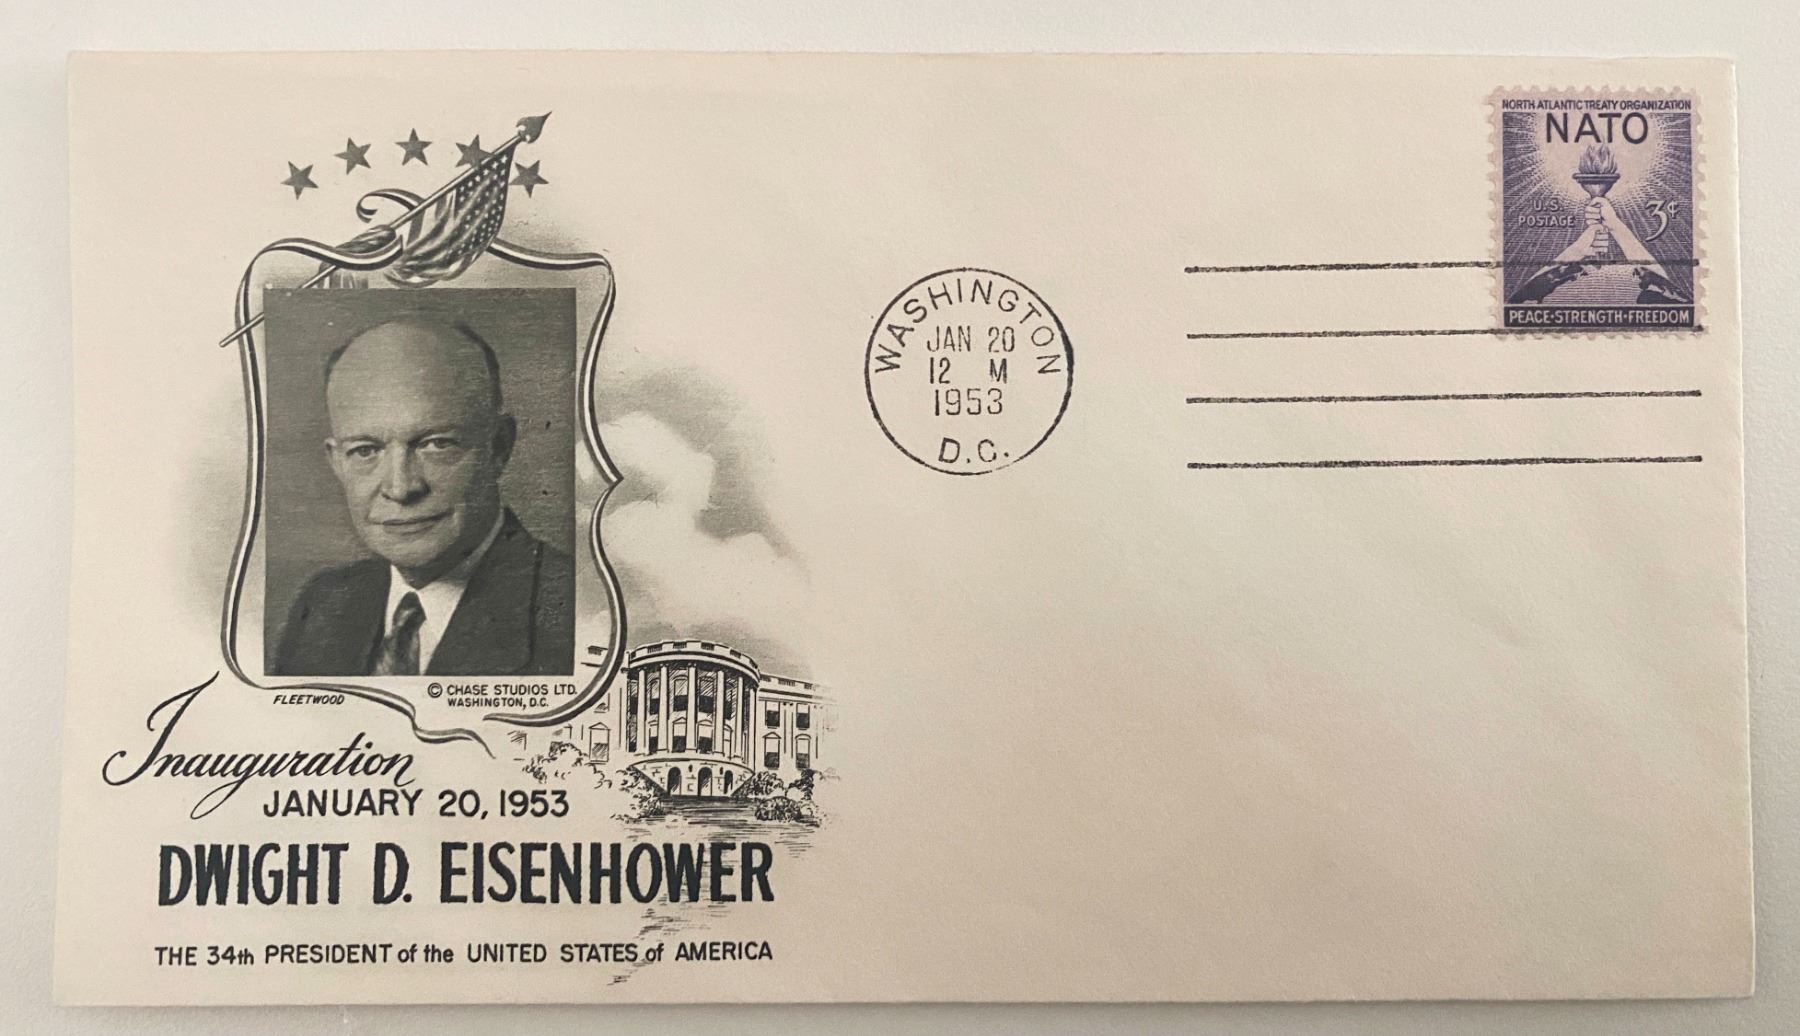 NORTH ATLANTIC TREATY ORGANIZATION
NATO
U.S.
POSTAGE
3¢
PEACE·STRENGTH·FREEDOM
WASHINGTON
JAN 20
12 M
1953
D.C.
FLEETWOOD
© CHASE STUDIOS LTD.
WASHINGTON, D.C.
Inauguration
JANUARY 20, 1953
DWIGHT D. EISENHOWER
THE 34th PRESIDENT of the UNITED STATES of AMERICA